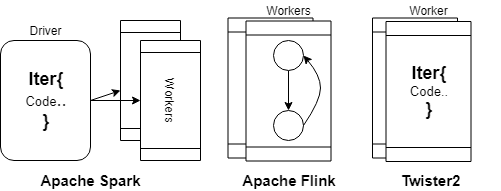 Driver
Iter{
Code..
}
Workers
Apache Spark
Workers
Apache Flink
Worker
Iter{
Code..
}
Twister2